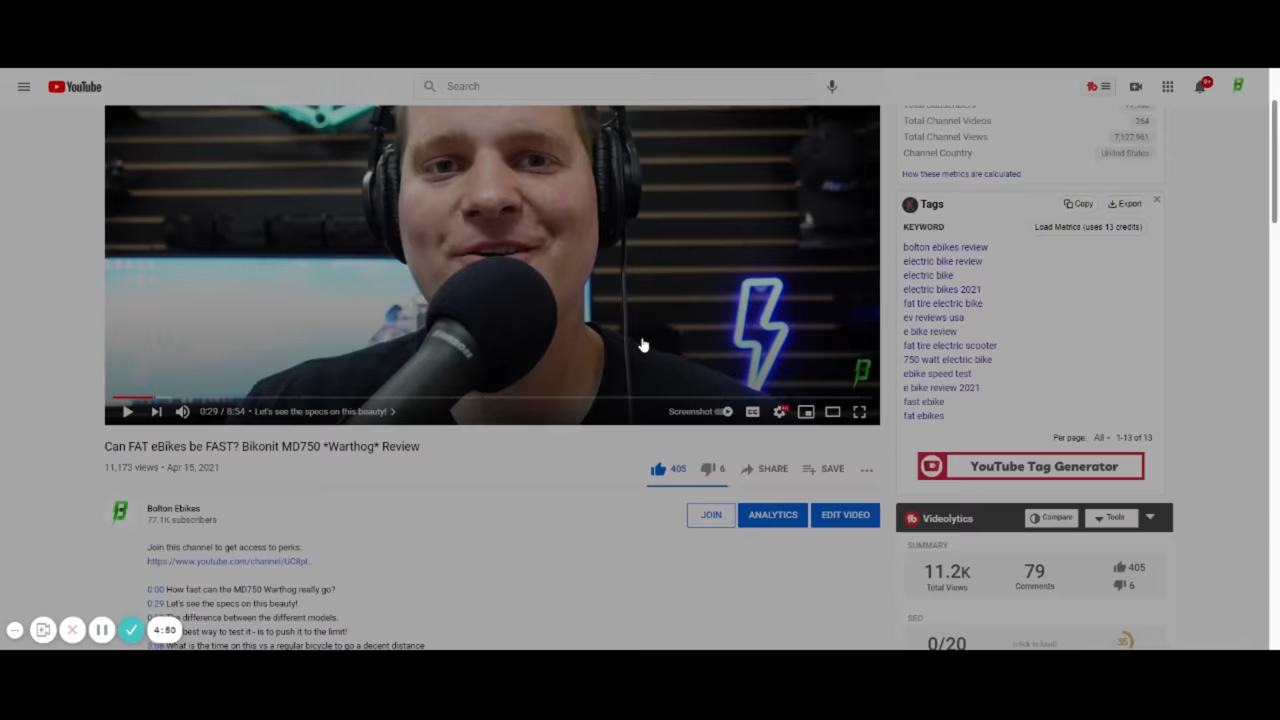 YouTube
Search
9+
Total Channel Videos 264
Total Channel Views 7,127,961
Channel Country United States
How these metrics are calculated
Tags Copy Export
KEYWORD Load Metrics (uses 13 credits)
bolton ebikes review
electric bike review
electric bike
electric bikes 2021
fat tire electric bike
ev reviews usa
e bike review
fat tire electric scooter
750 watt electric bike
ebike speed test
e bike review 2021
fast ebike
fat ebikes
Per page: All 1-13 of 13
YouTube Tag Generator
SAMSON
0:29 / 8:54 • Let's see the specs on this beauty!
Screenshot
CC
Can FAT eBikes be FAST? Bikonit MD750 *Warthog* Review
11,173 views • Apr 15, 2021
405 6 SHARE SAVE
Bolton Ebikes
77.1K subscribers
JOIN ANALYTICS EDIT VIDEO
Join this channel to get access to perks:
https://www.youtube.com/channel/UC8pI...
0:00 How fast can the MD750 Warthog really go?
0:29 Let's see the specs on this beauty!
difference between the different models.
best way to test it - is to push it to the limit!
What is the time on this vs a regular bicycle to go a decent distance
4:50
tb Videolytics Compare Tools
SUMMARY
11.2K 79 405
Total Views Comments 6
SEO
0/20 (click to load) 35